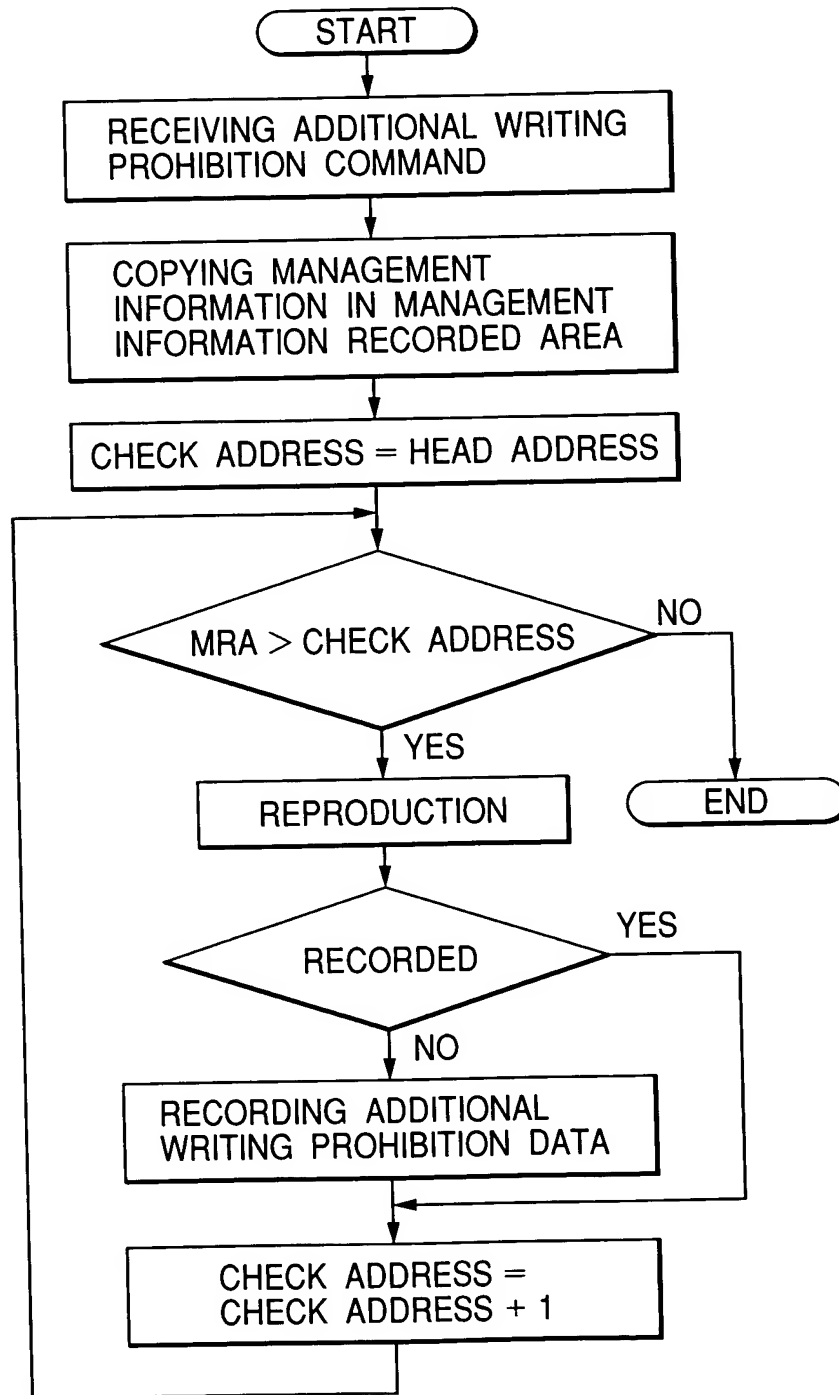 START
RECEIVING ADDITIONAL WRITING
PROHIBITION COMMAND
COPYING MANAGEMENT
INFORMATION IN MANAGEMENT
INFORMATION RECORDED AREA
CHECK ADDRESS = HEAD ADDRESS
MRA > CHECK ADDRESS
NO
YES
REPRODUCTION
END
RECORDED
YES
NO
RECORDING ADDITIONAL
WRITING PROHIBITION DATA
CHECK ADDRESS =
CHECK ADDRESS + 1